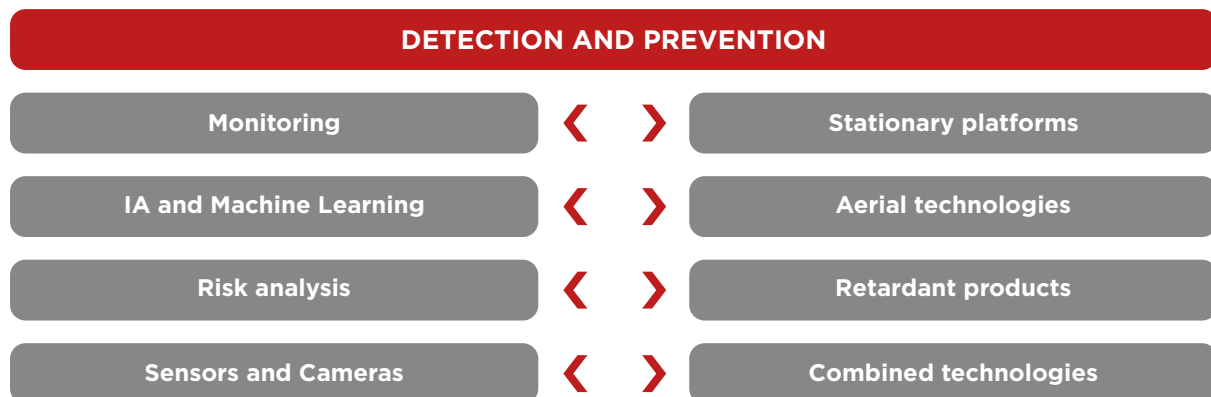 DETECTION AND PREVENTION
Monitoring
Stationary platforms
IA and Machine Learning
Aerial technologies
Risk analysis
Retardant products
Sensors and Cameras
Combined technologies